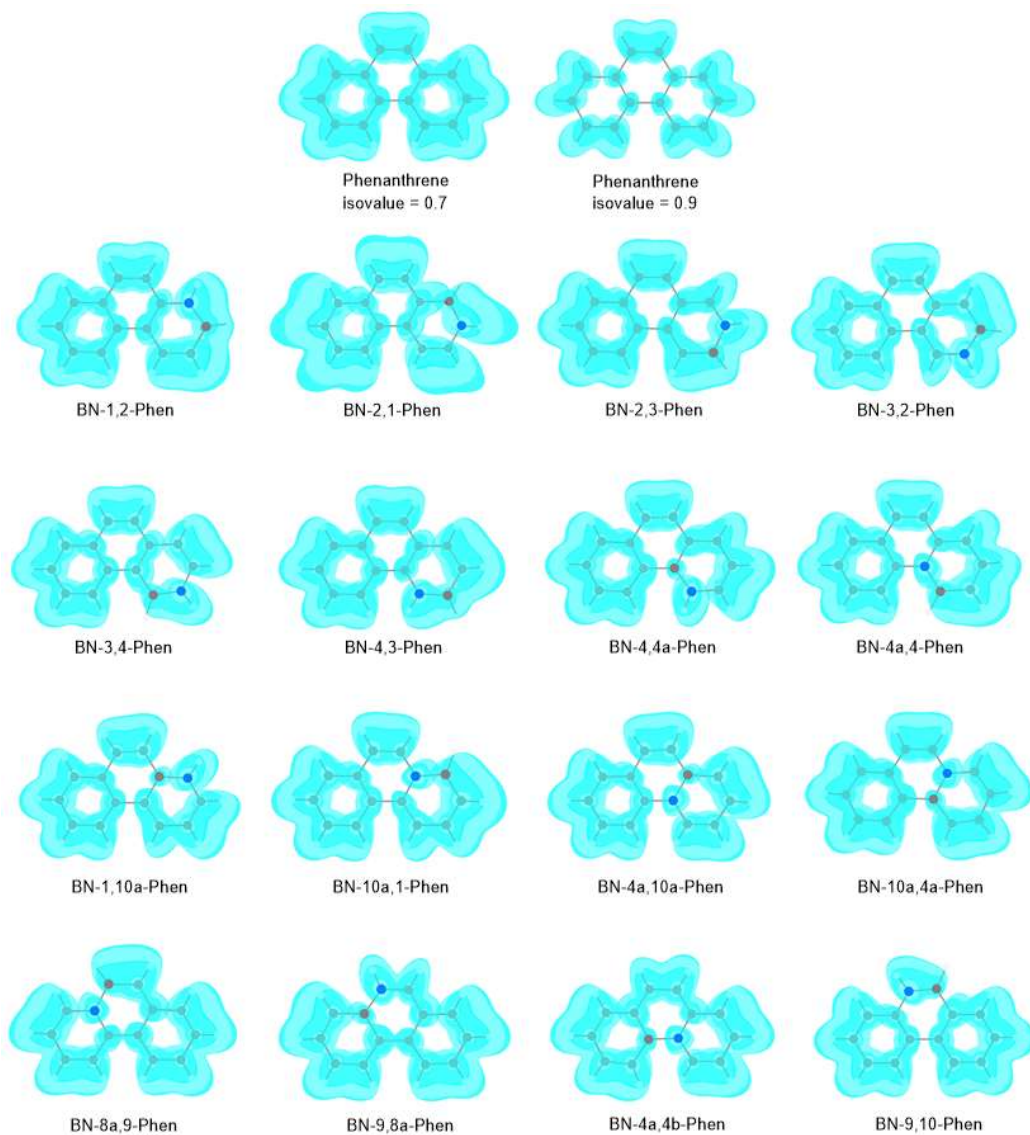 Phenanthrene
isovalue = 0.7
Phenanthrene
isovalue = 0.9
BN-1,2-Phen
BN-2,1-Phen
BN-2,3-Phen
BN-3,2-Phen
BN-3,4-Phen
BN-4,3-Phen
BN-4,4a-Phen
BN-4a,4-Phen
BN-1,10a-Phen
BN-10a,1-Phen
BN-4a,10a-Phen
BN-10a,4a-Phen
BN-8a,9-Phen
BN-9,8a-Phen
BN-4a,4b-Phen
BN-9,10-Phen